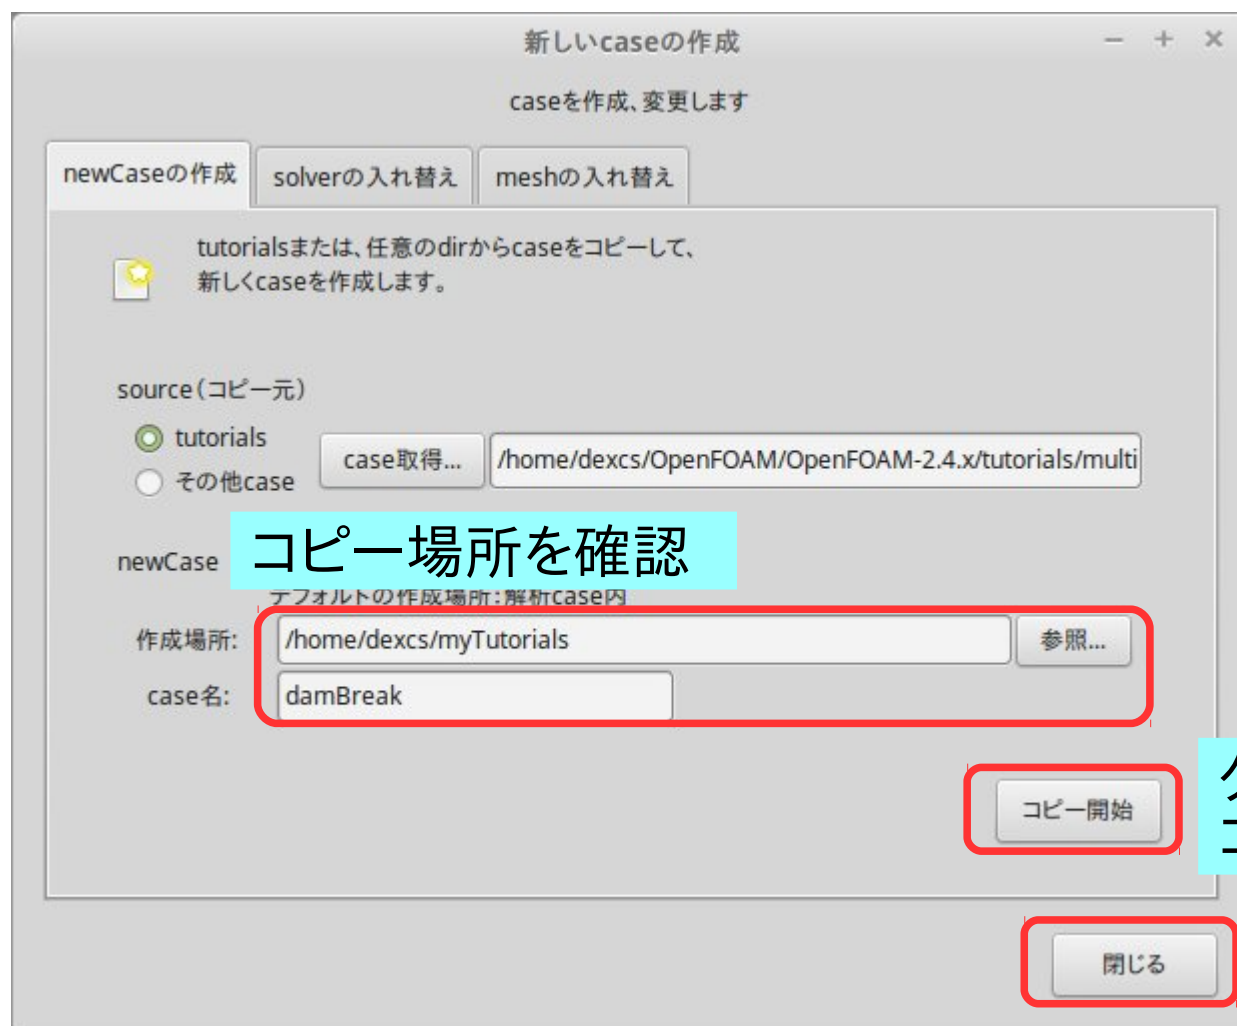 新しいcaseの作成
caseを作成、変更します
newCaseの作成 solverの入れ替え meshの入れ替え
tutorialsまたは、任意のdirからcaseをコピーして、
新しくcaseを作成します。
source(コピー元)
tutorials
その他case
case取得... /home/dexcs/OpenFOAM/OpenFOAM-2.4.x/tutorials/multi
コピー場所を確認
newCase
デフォルトの作成場所:解析case内
作成場所: /home/dexcs/myTutorials 参照...
case名: damBreak
コピー開始
閉じる